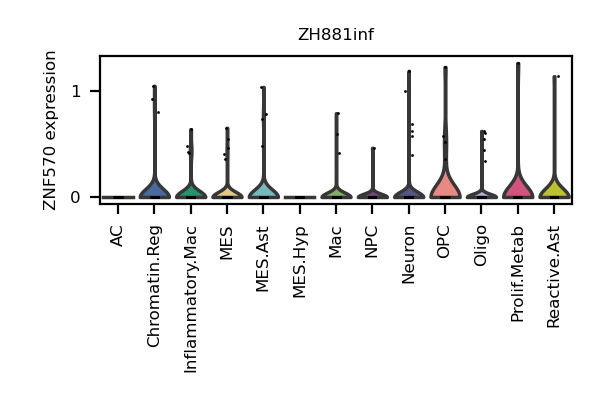 ZH881inf
ZNF570 expression
1
0
AC
Chromatin.Reg
Inflammatory.Mac
MES
MES.Ast
MES.Hyp
Mac
NPC
Neuron
OPC
Oligo
Prolif.Metab
Reactive.Ast